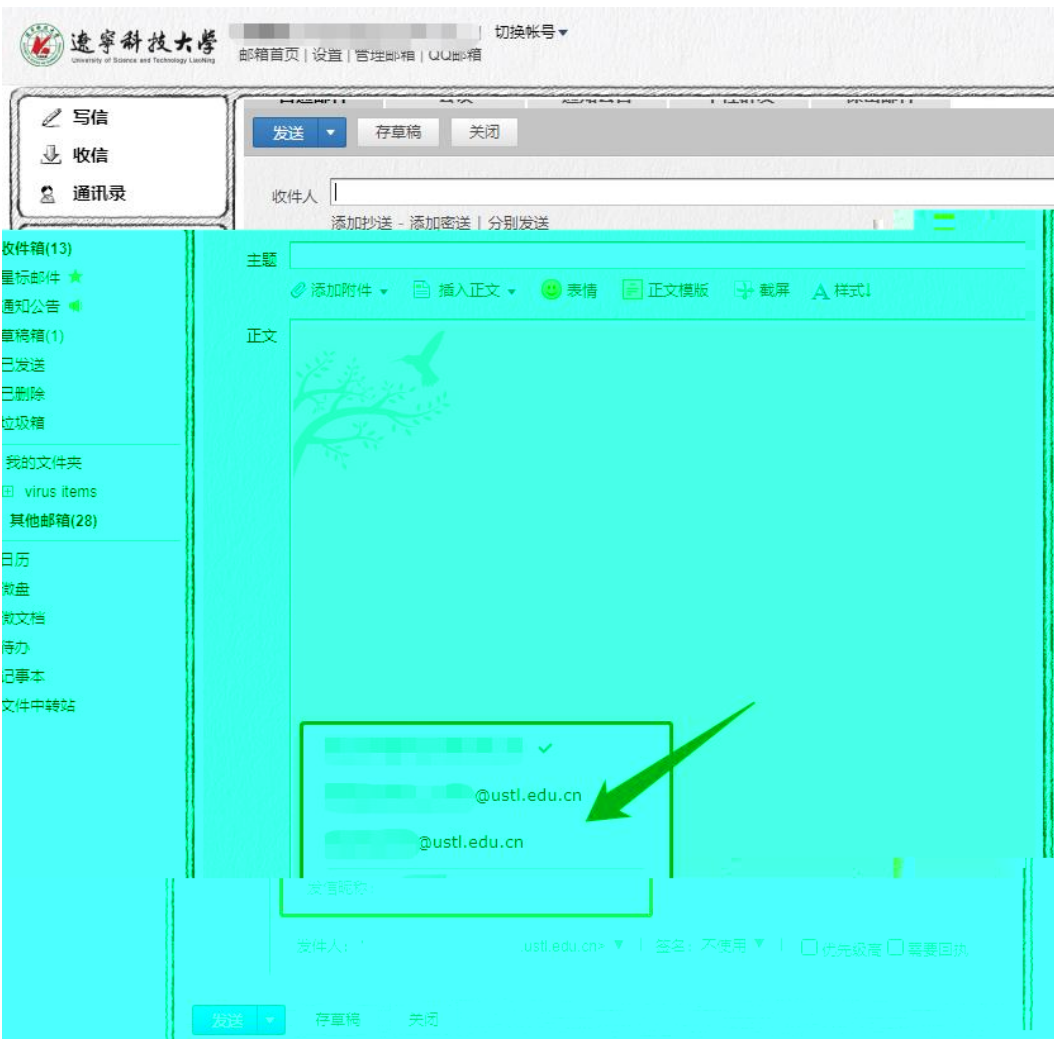 遼寧科技大學
University of Science and Technology LiaoNing
切换帐号▼
邮箱首页 | 设置 | 管理邮箱 | QQ邮箱
写信
收信
通讯录
发送 存草稿 关闭
收件人
添加抄送 - 添加密送 | 分别发送
收件箱(13)
星标邮件
通知公告
草稿箱(1)
已发送
已删除
垃圾箱
我的文件夹
virus items
其他邮箱(28)
日历
微盘
微文档
待办
记事本
文件中转站
主题
添加附件 插入正文 表情 正文模版 截屏 A 样式↓
正文
@ustl.edu.cn
@ustl.edu.cn
发信昵称:
发件人: ustl.edu.cn> ▼ | 签名: 不使用 ▼ | 优先级高 需要回执
发送 存草稿 关闭